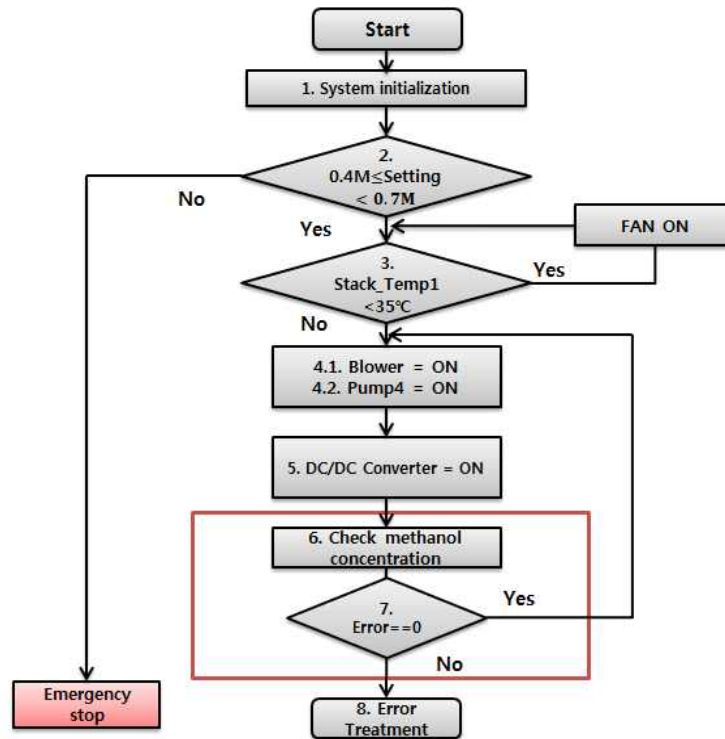 Start
1. System initialization
2.
0.4M≤Setting
< 0.7M
No
Yes
FAN ON
3.
Stack_Temp1
<35℃
Yes
No
4.1. Blower = ON
4.2. Pump4 = ON
5. DC/DC Converter = ON
6. Check methanol
concentration
7.
Error==0
Yes
No
Emergency
stop
8. Error
Treatment